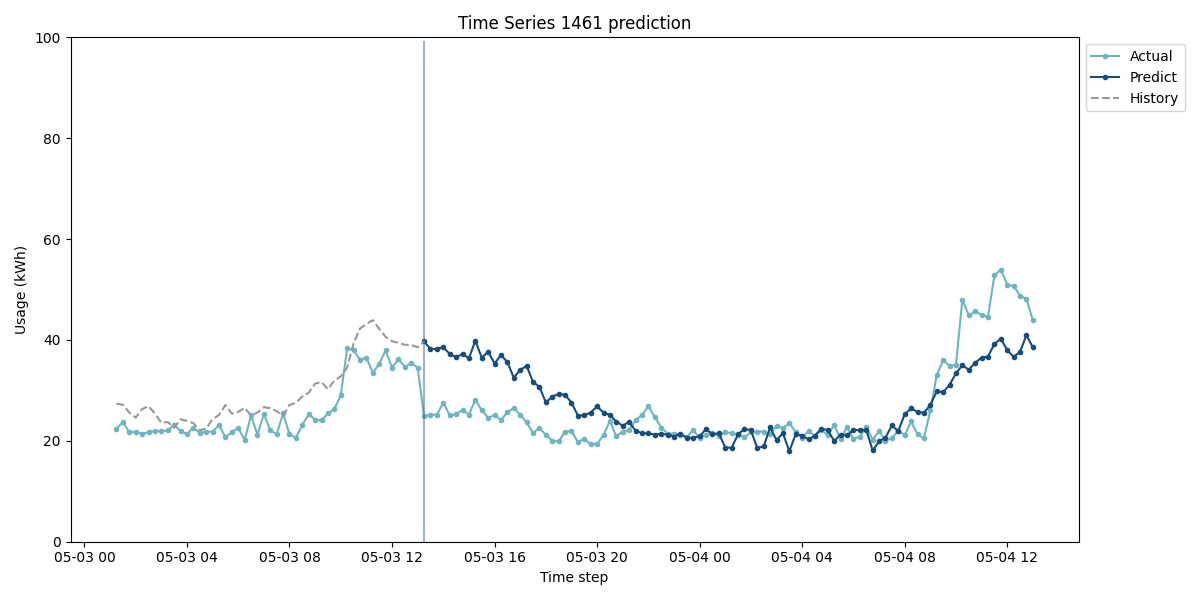 Time Series 1461 prediction
Actual
Predict
History
Usage (kWh)
100
80
60
40
20
0
05-03 00 05-03 04 05-03 08 05-03 12 05-03 16 05-03 20 05-04 00 05-04 04 05-04 08 05-04 12
Time step